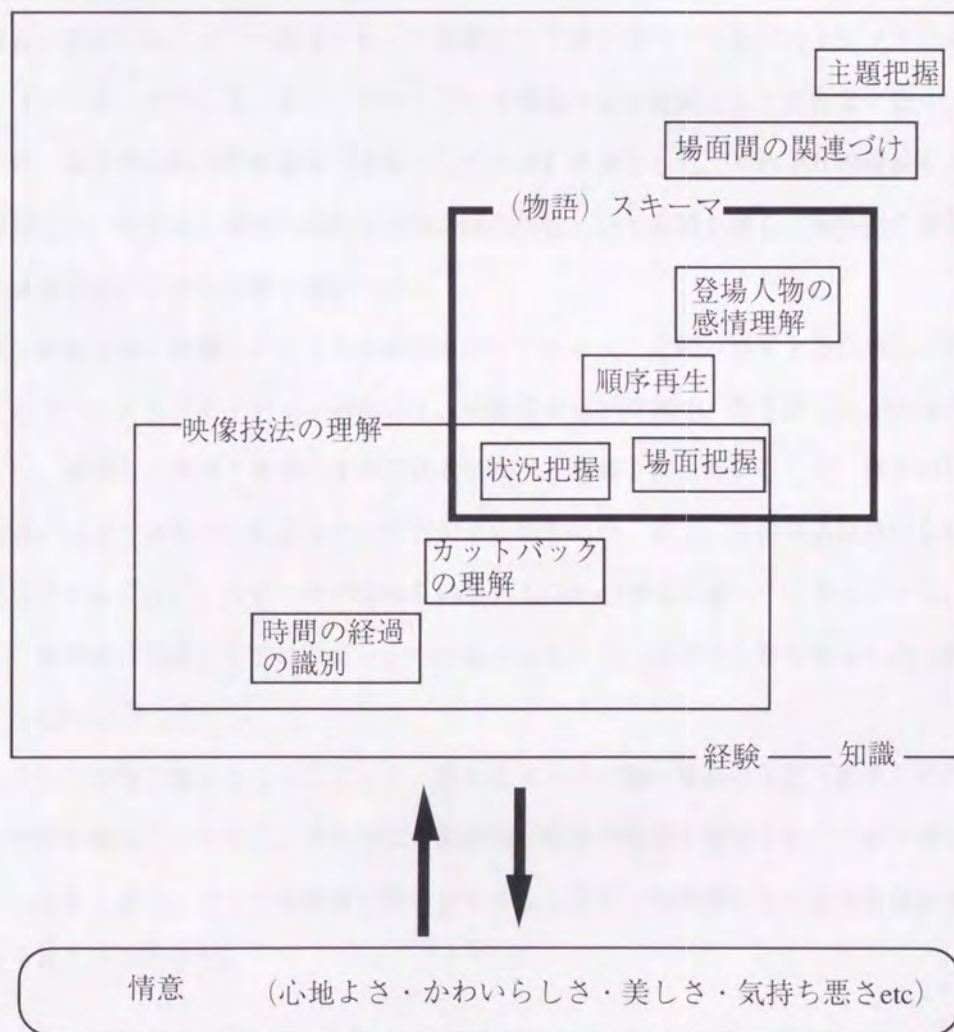 主題把握
場面間の関連づけ
(物語) スキーマ
登場人物の
感情理解
順序再生
映像技法の理解
状況把握
場面把握
カットバック
の理解
時間の経過
の識別
経験
知識
情意 (心地よさ・かわいらしさ・美しさ・気持ち悪さetc)